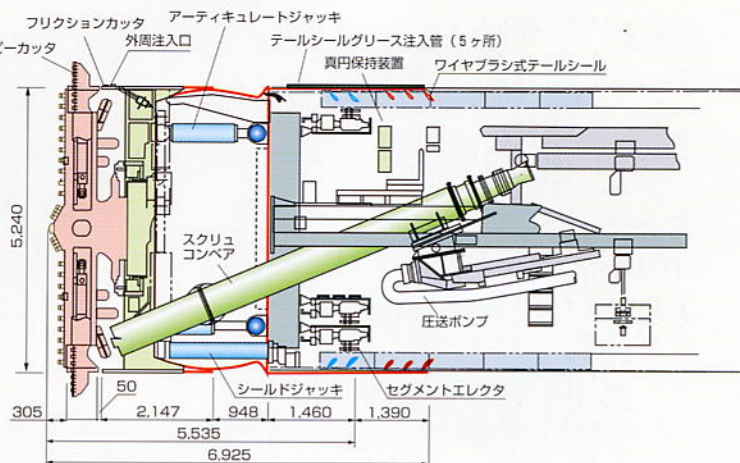 アーティキュレートジャッキ
フリクションカッタ
ピーカッタ
外周注入口
テールシールグリース注入管(5ヶ所)
真円保持装置
ワイヤブラシ式テールシール
5,240
スクリュ
コンベア
圧送ポンプ
シールドジャッキ
セグメントエレクタ
50
305
2,147
948
1,460
1,390
5,535
6,925